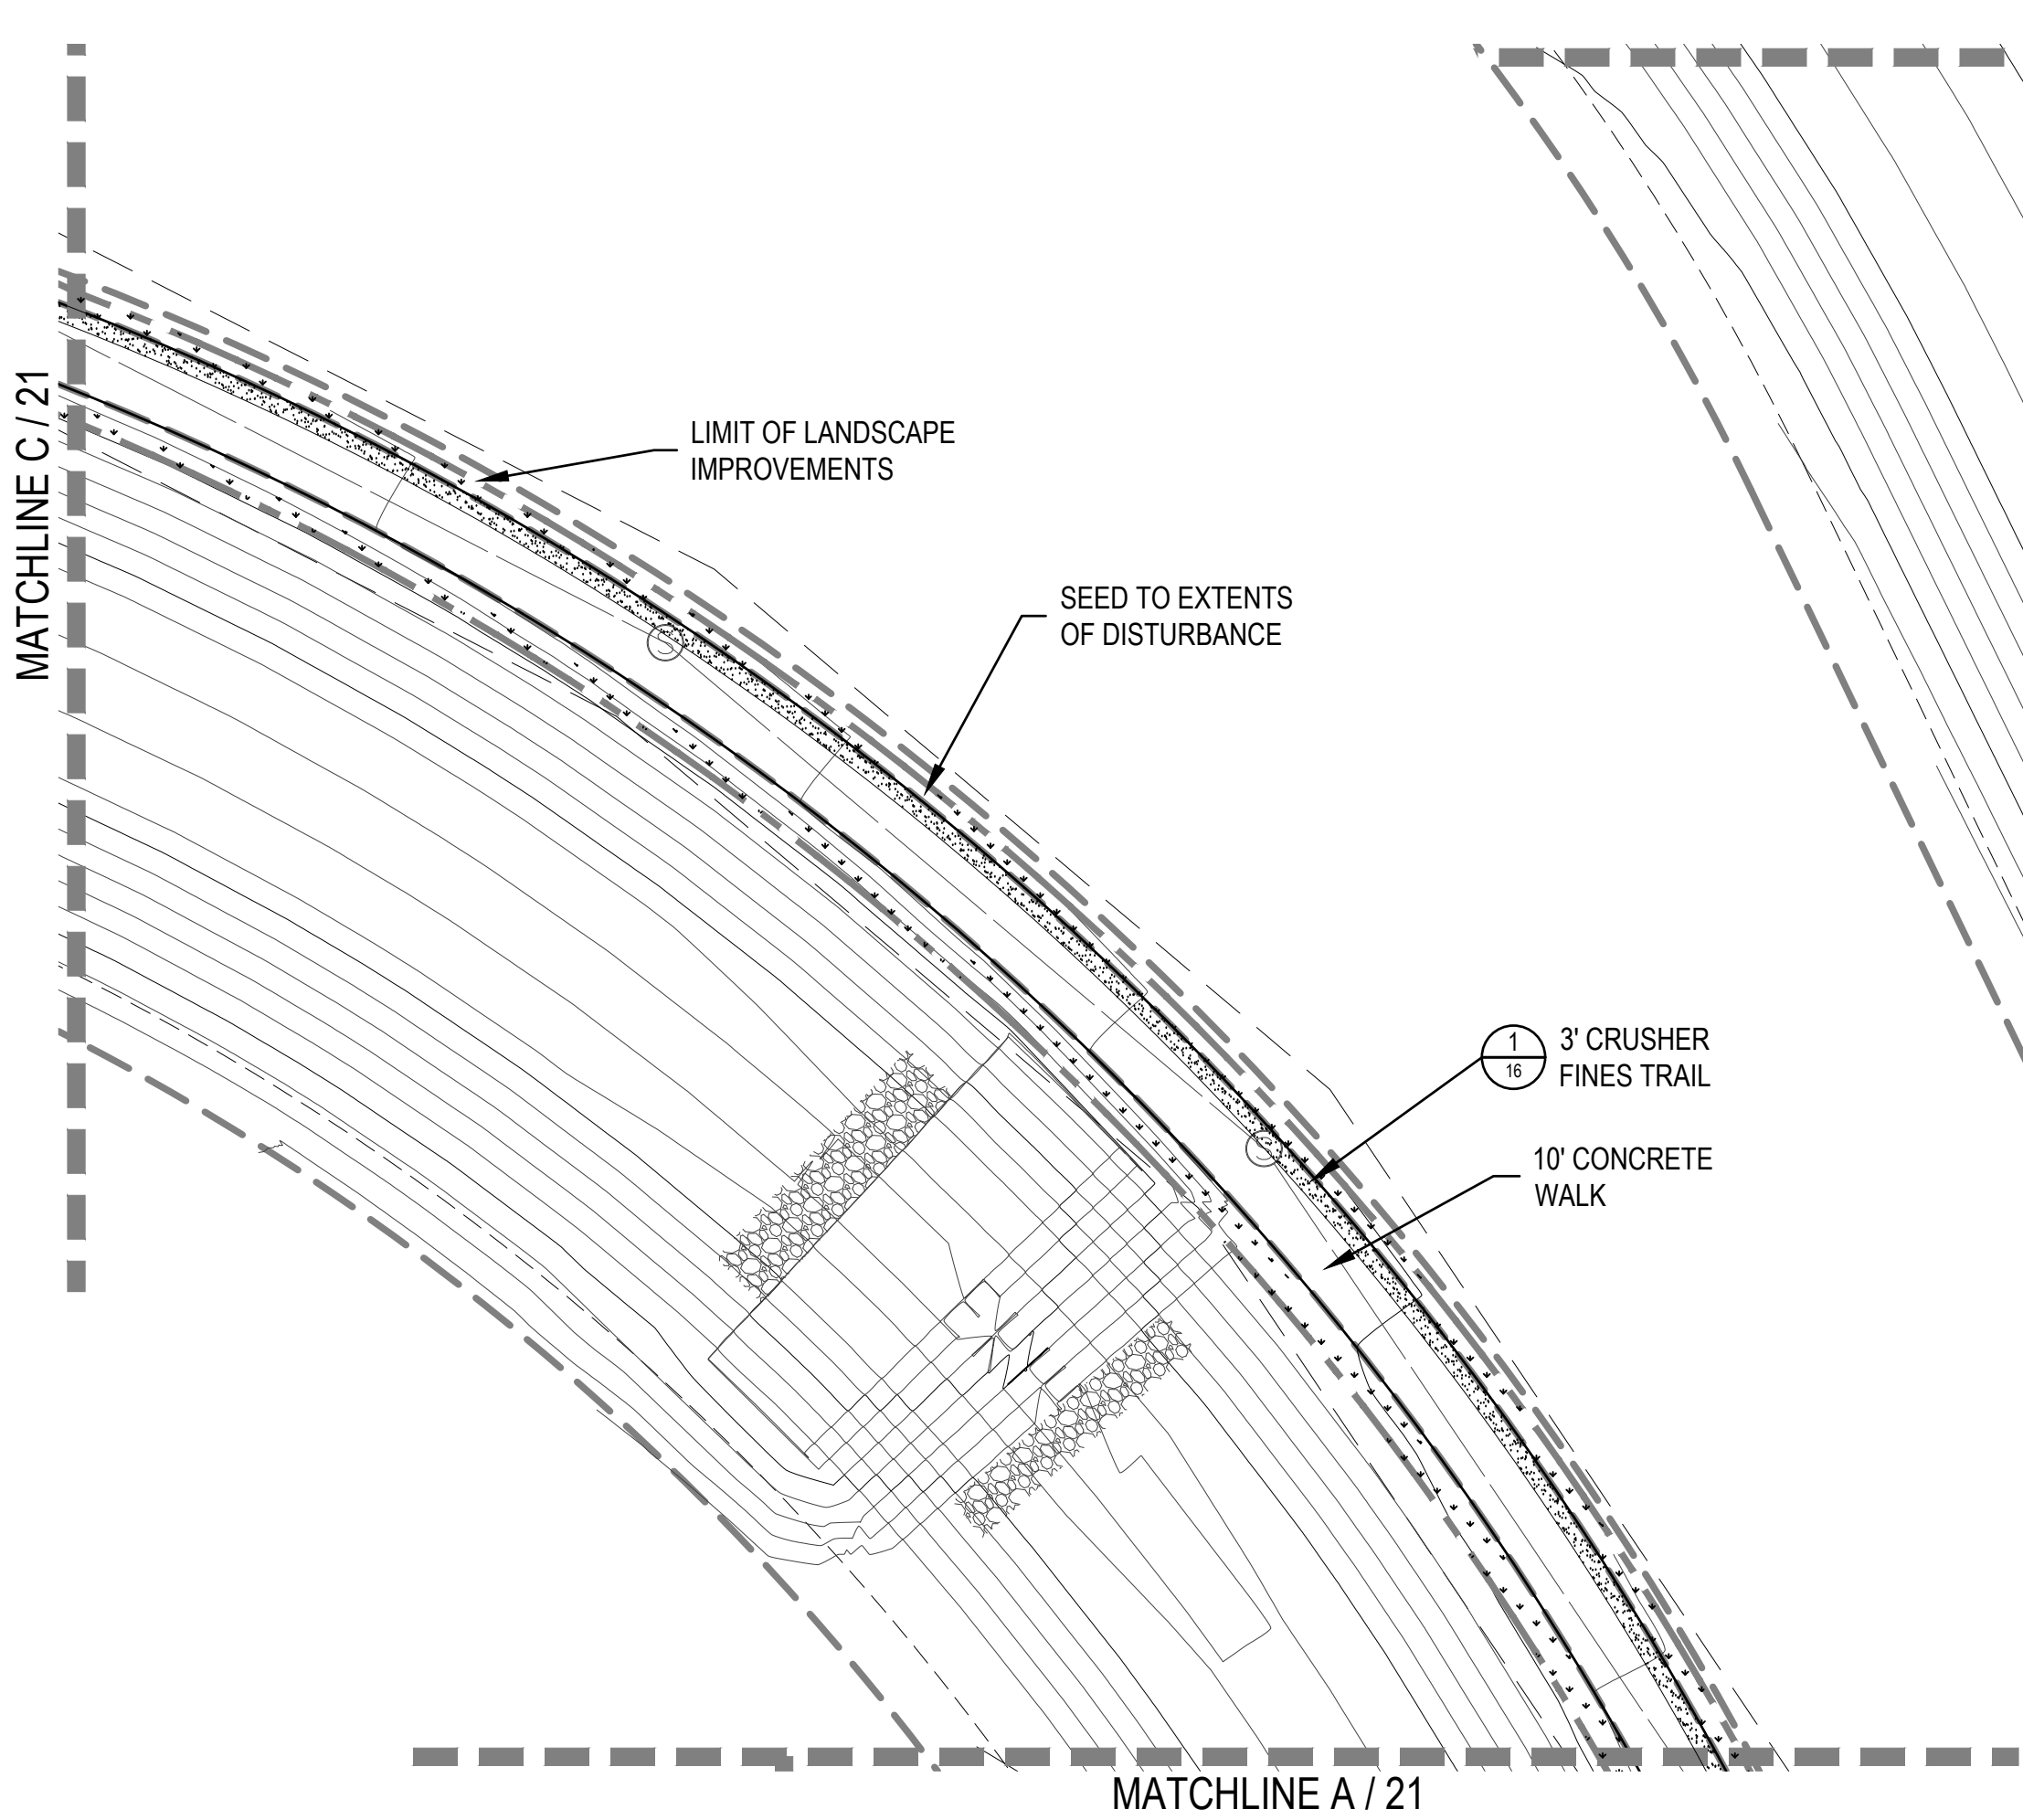 MATCHLINE C / 21
LIMIT OF LANDSCAPE
IMPROVEMENTS
SEED TO EXTENTS
OF DISTURBANCE
S
1
16
3' CRUSHER
FINES TRAIL
S
10' CONCRETE
WALK
MATCHLINE A / 21